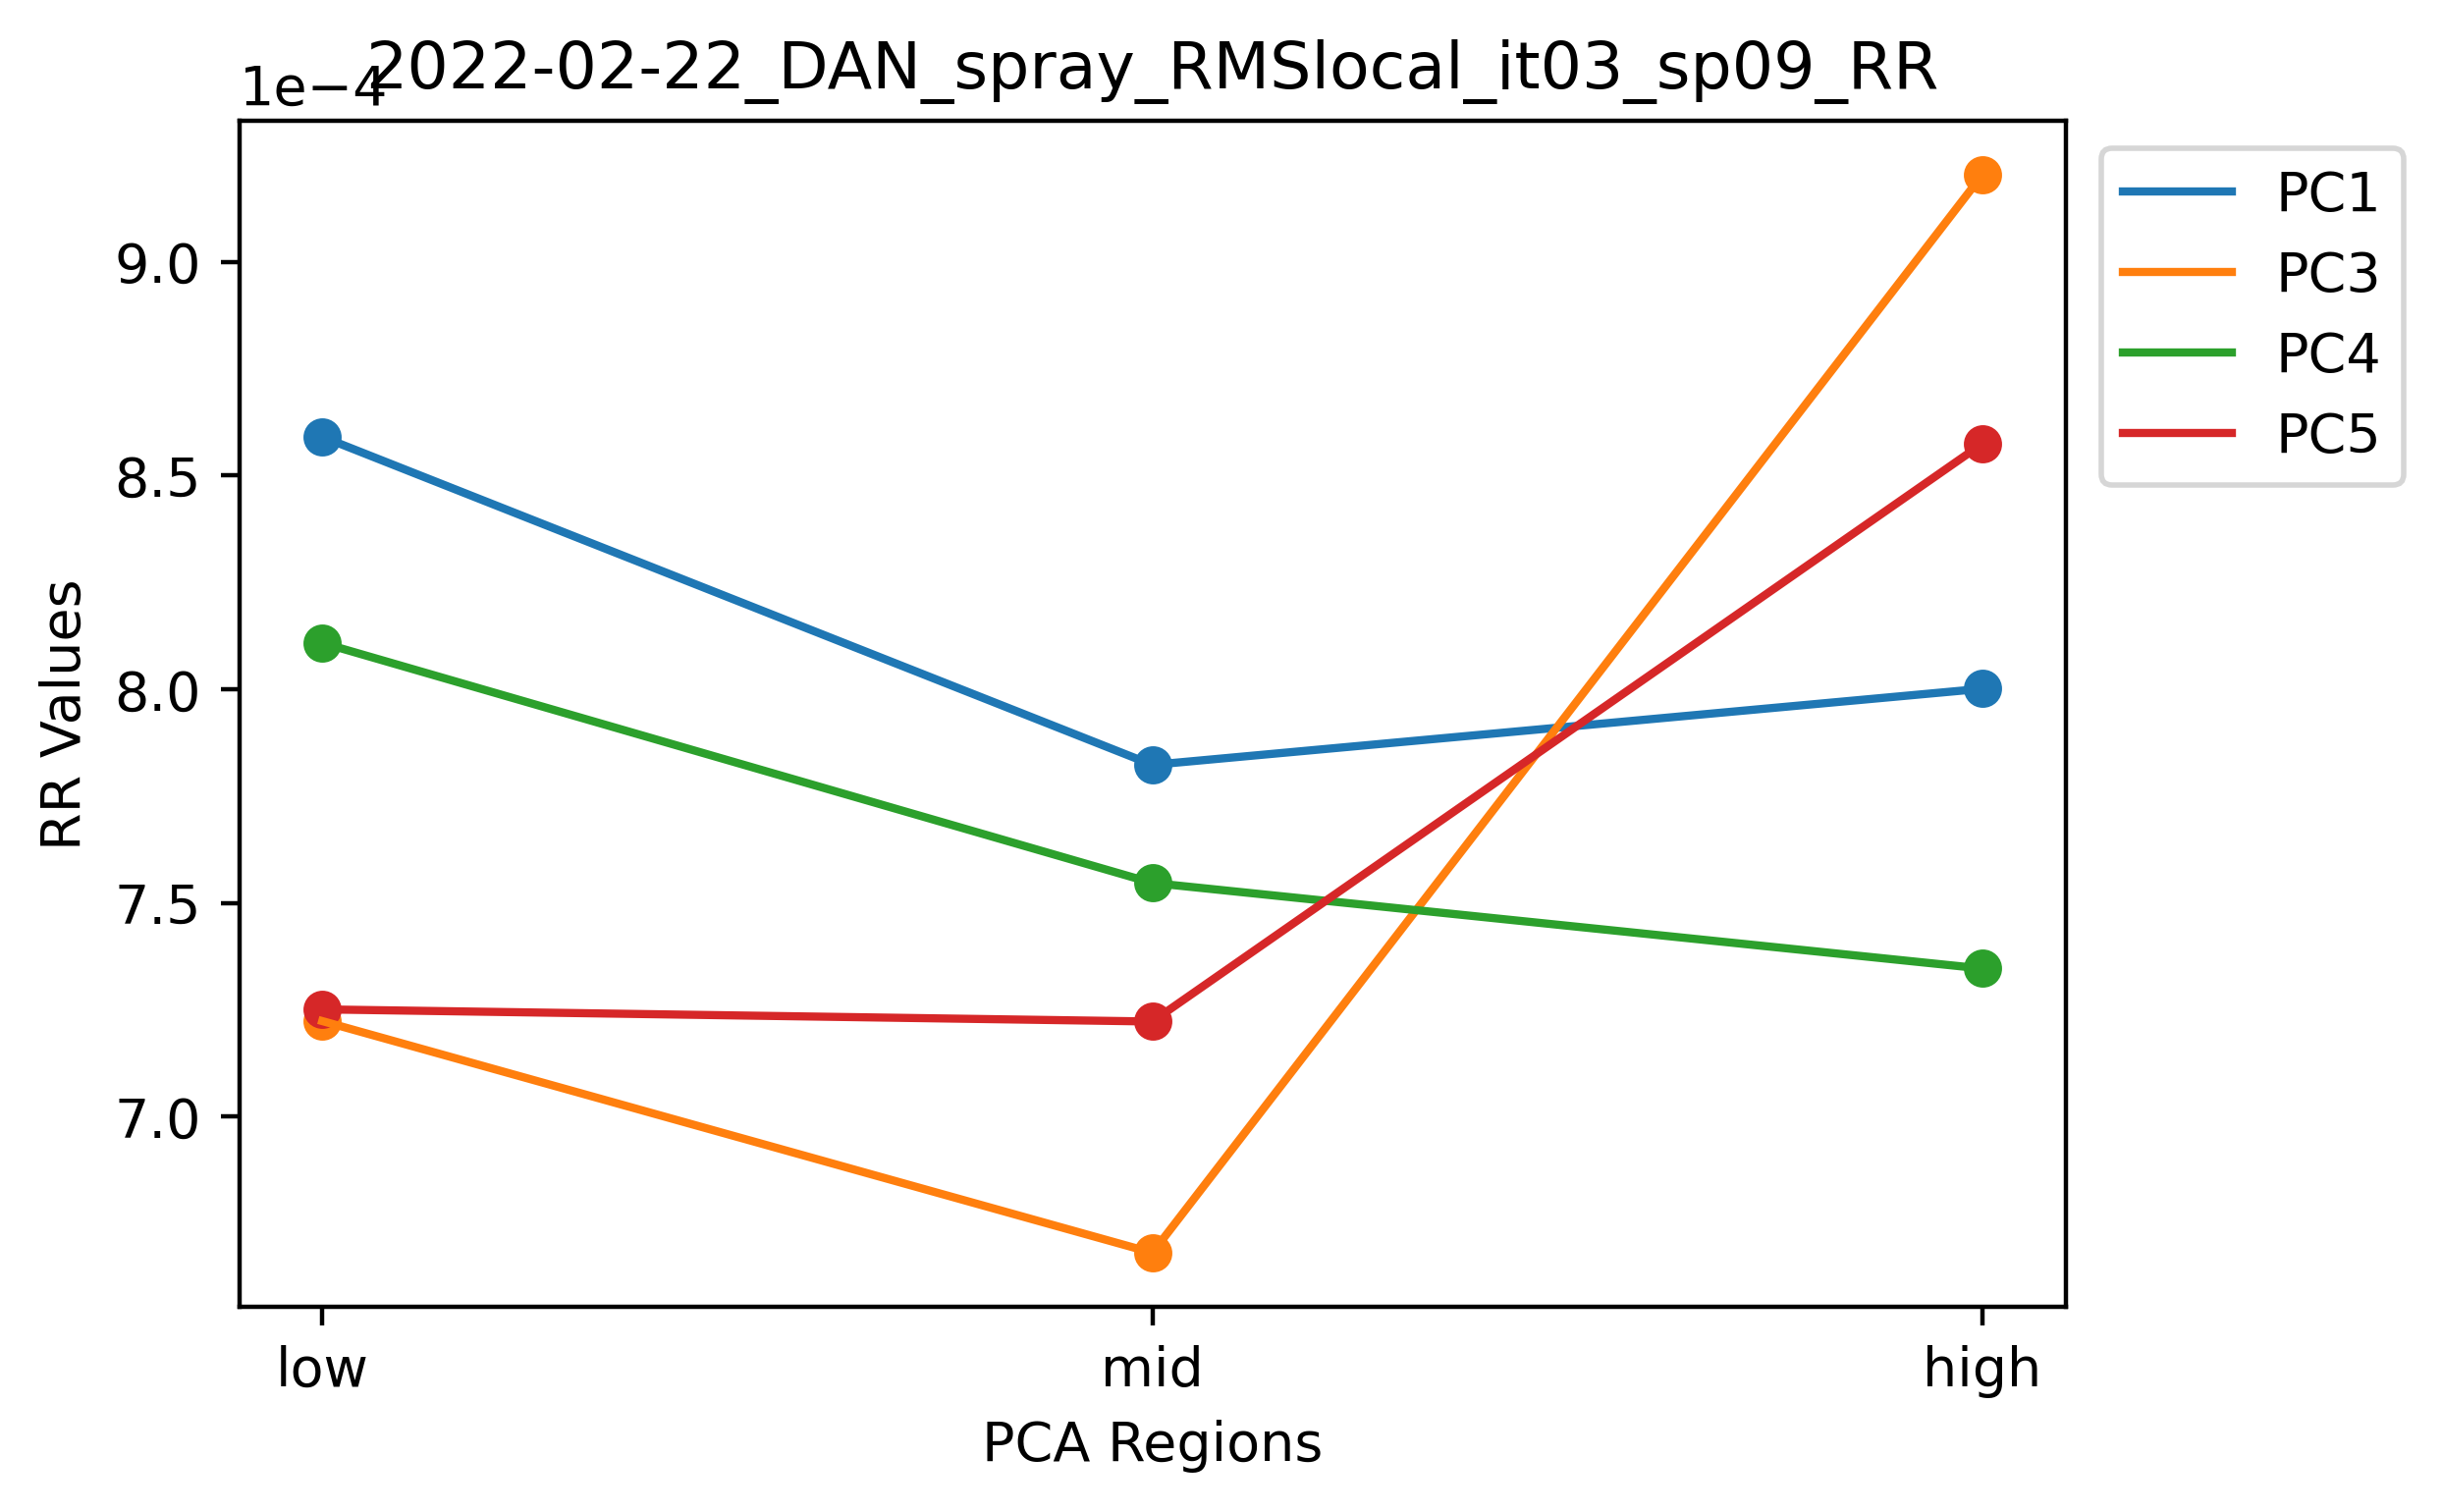 2022-02-22_DAN_spray_RMSlocal_it03_sp09_RR
1e−4
9.0
8.5
8.0
7.5
7.0
RR Values
low
mid
high
PCA Regions
PC1
PC3
PC4
PC5